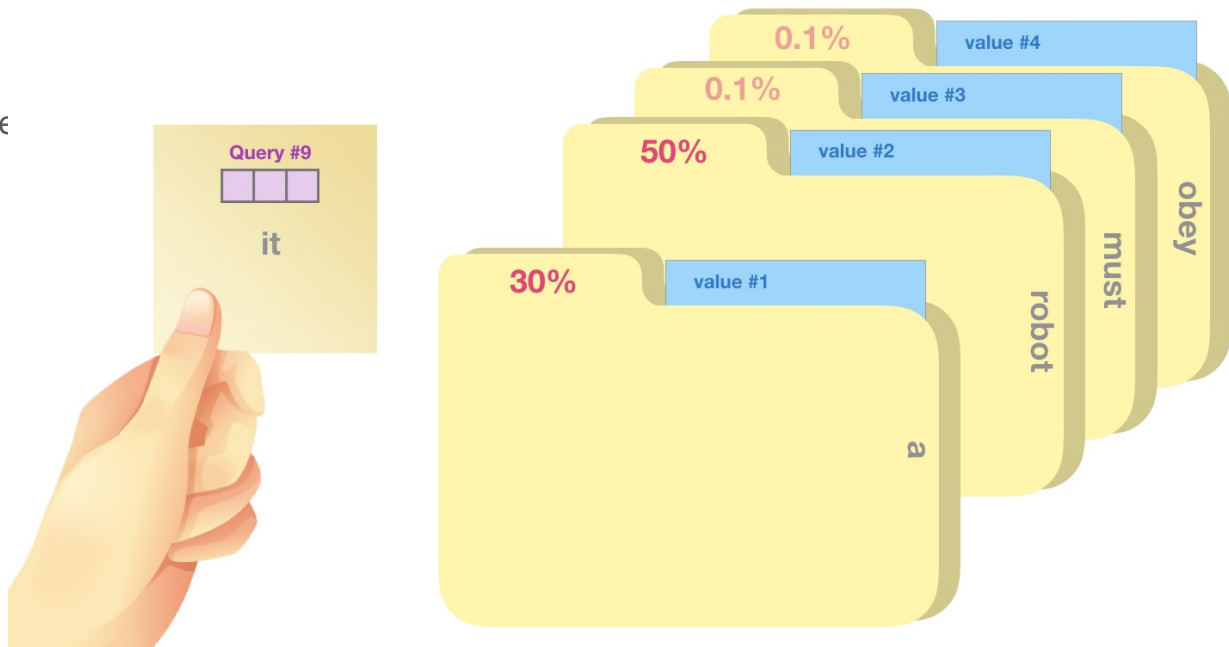 e
Query #9
it
0.1%
value #4
0.1%
value #3
50%
value #2
30%
value #1
obey
must
robot
a